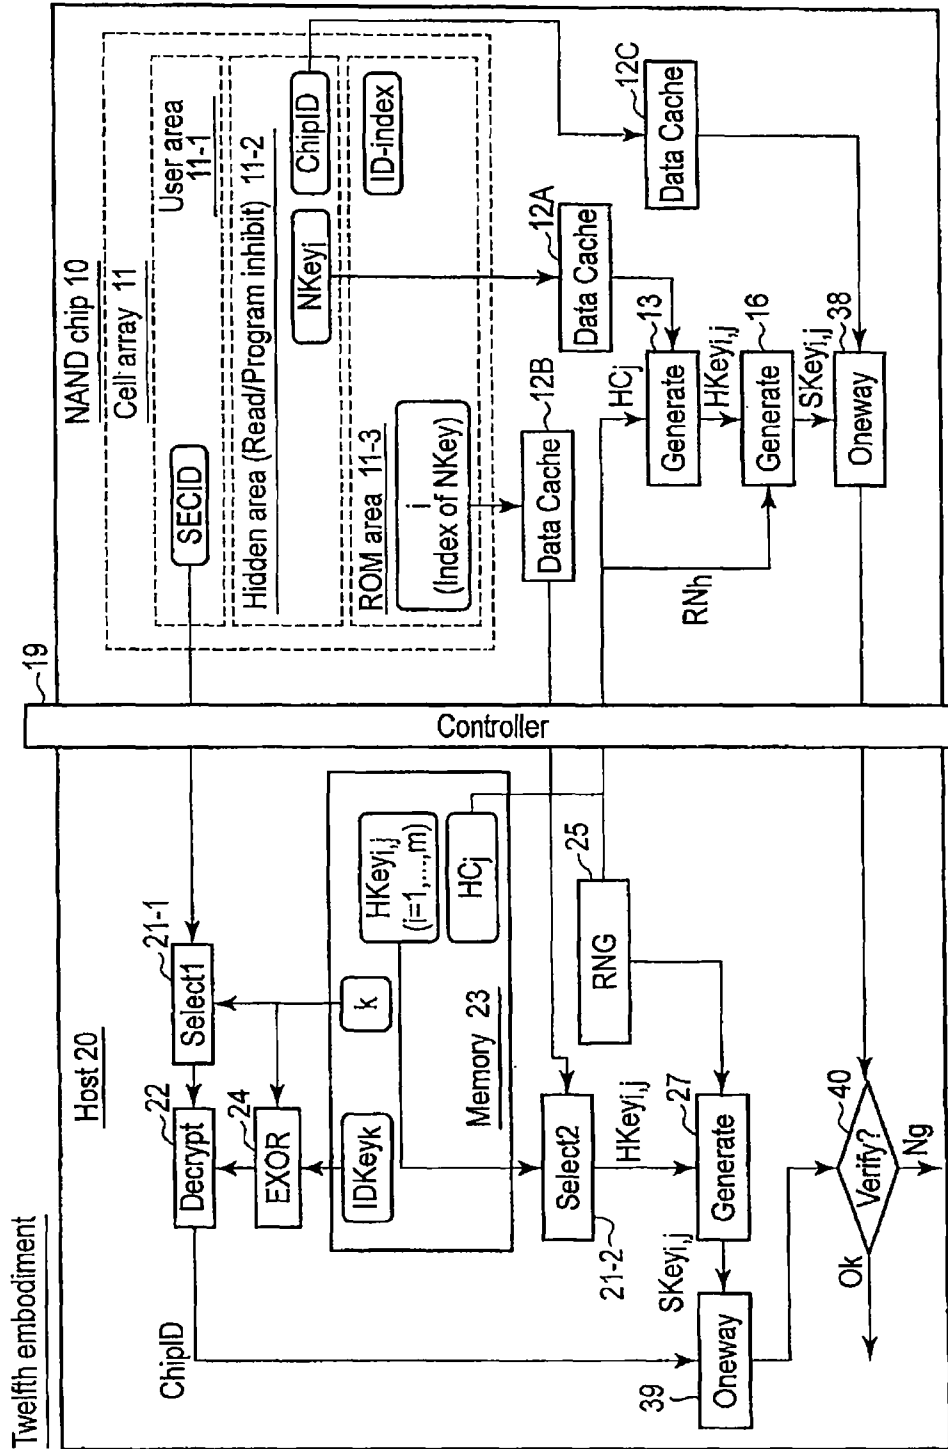 Twelfth embodiment
Host 20
21-1
Select1
22
Decrypt
24
EXOR
ChipID
IDKeyk
k
HKeyi,j
(i=1,...,m)
HCj
Memory 23
Select2
21-2
25
RNG
HKeyi,j
27
Generate
SKeyi,j
39
Oneway
40
Verify?
Ok
Ng
19
Controller
NAND chip 10
Cell array 11
User area
11-1
SECID
Hidden area (Read/Program inhibit) 11-2
NKeyi
ChipID
ROM area 11-3
i
(Index of NKey)
ID-index
12B
Data Cache
12A
Data Cache
12C
Data Cache
HCj
13
Generate
HKeyi,j
16
Generate
RNh
SKeyi,j
38
Oneway